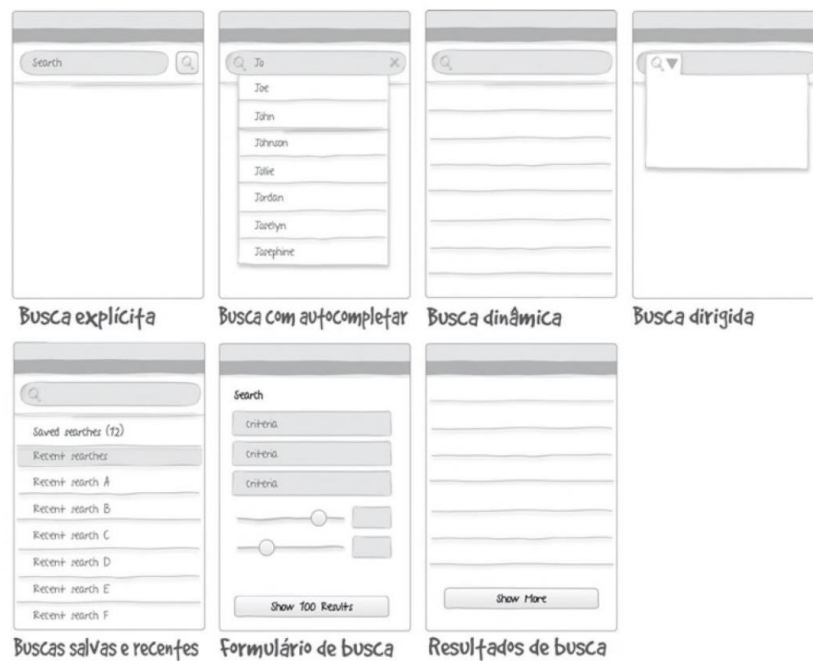 Search
Jo
Joe
John
Johnson
Jollie
Jordan
Joselyn
Josephine
Busca explícita
Busca com autocompletar
Busca dinâmica
Busca dirigida
Saved searches (12)
Recent searches
Recent search A
Recent search B
Recent search C
Recent search D
Recent search E
Recent search F
Search
Criteria
Criteria
Criteria
Show 100 Results
Show More
Buscas salvas e recentes
Formulário de busca
Resultados de busca